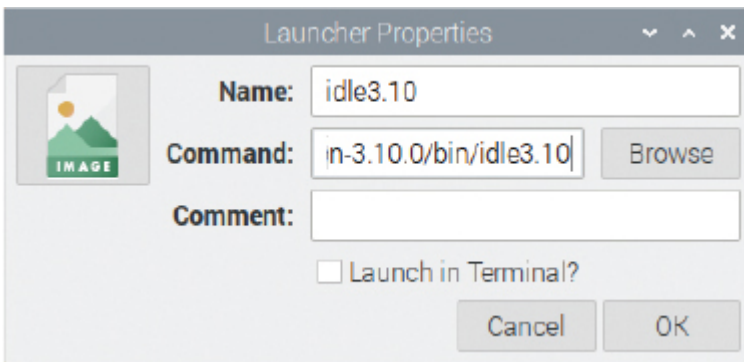 Launcher Properties
IMAGE
Name: idle3.10
Command: n-3.10.0/bin/idle3.10 Browse
Comment:
Launch in Terminal?
Cancel OK